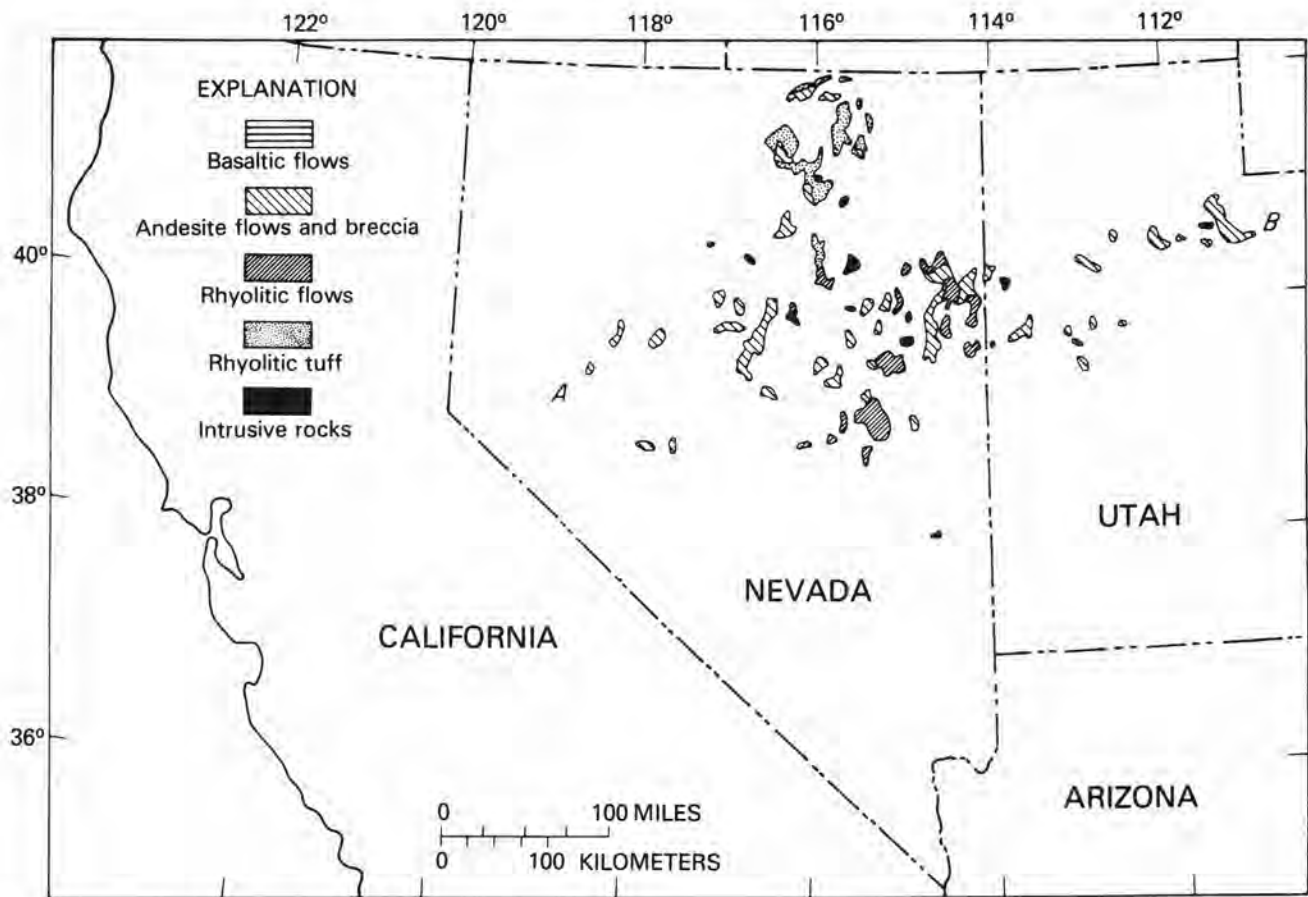 122° 120° 118° 116° 114° 112°
EXPLANATION
Basaltic flows
Andesite flows and breccia
Rhyolitic flows
Rhyolitic tuff
Intrusive rocks
40°
38°
36°
A
B
UTAH
NEVADA
CALIFORNIA
ARIZONA
0 100 MILES
0 100 KILOMETERS